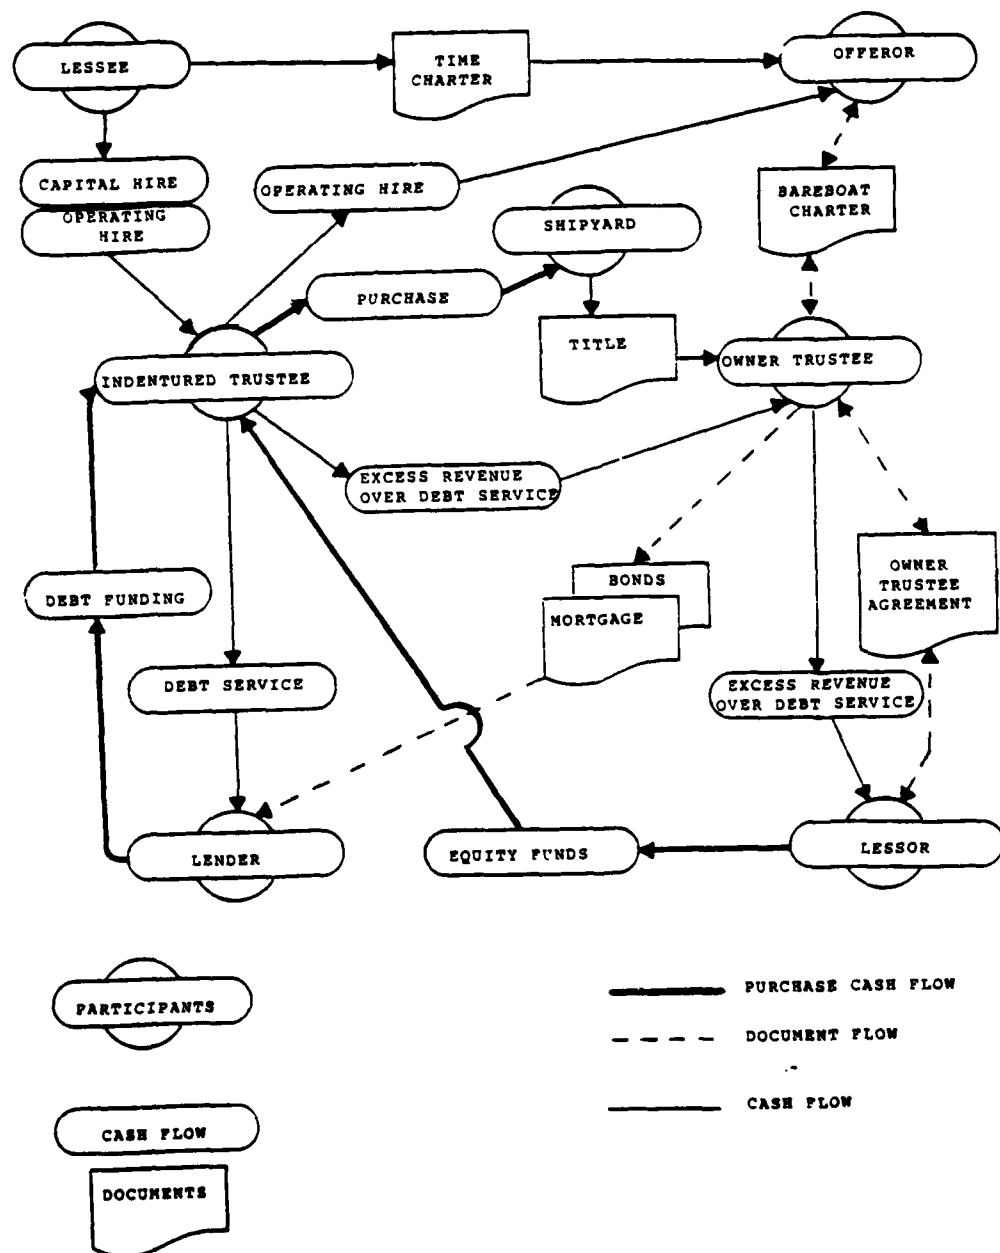 LESSEE
TIME
CHARTER
OFFEROR
CAPITAL HIRE
OPERATING
HIRE
OPERATING HIRE
SHIPYARD
BAREBOAT
CHARTER
PURCHASE
TITLE
OWNER TRUSTEE
INDENTURED TRUSTEE
EXCESS REVENUE
OVER DEBT SERVICE
BONDS
MORTGAGE
OWNER
TRUSTEE
AGREEMENT
DEBT FUNDING
DEBT SERVICE
EXCESS REVENUE
OVER DEBT SERVICE
LENDER
EQUITY FUNDS
LESSOR
PARTICIPANTS
PURCHASE CASH FLOW
DOCUMENT FLOW
CASH FLOW
CASH FLOW
DOCUMENTS